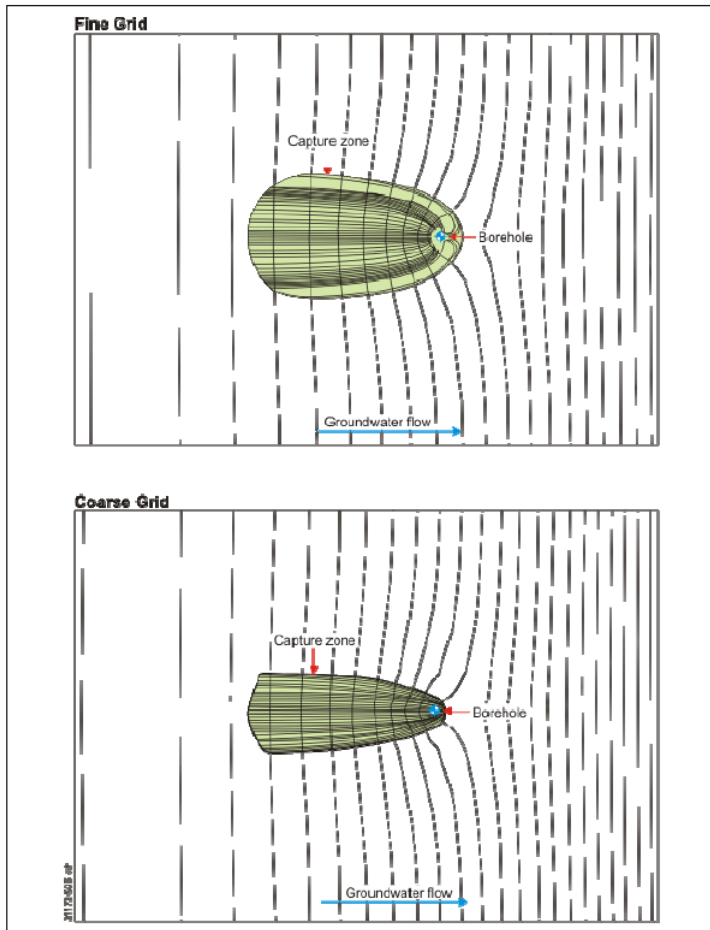 Fine Grid
Capture zone
Borehole
Groundwater flow
Coarse Grid
Capture zone
Borehole
Groundwater flow